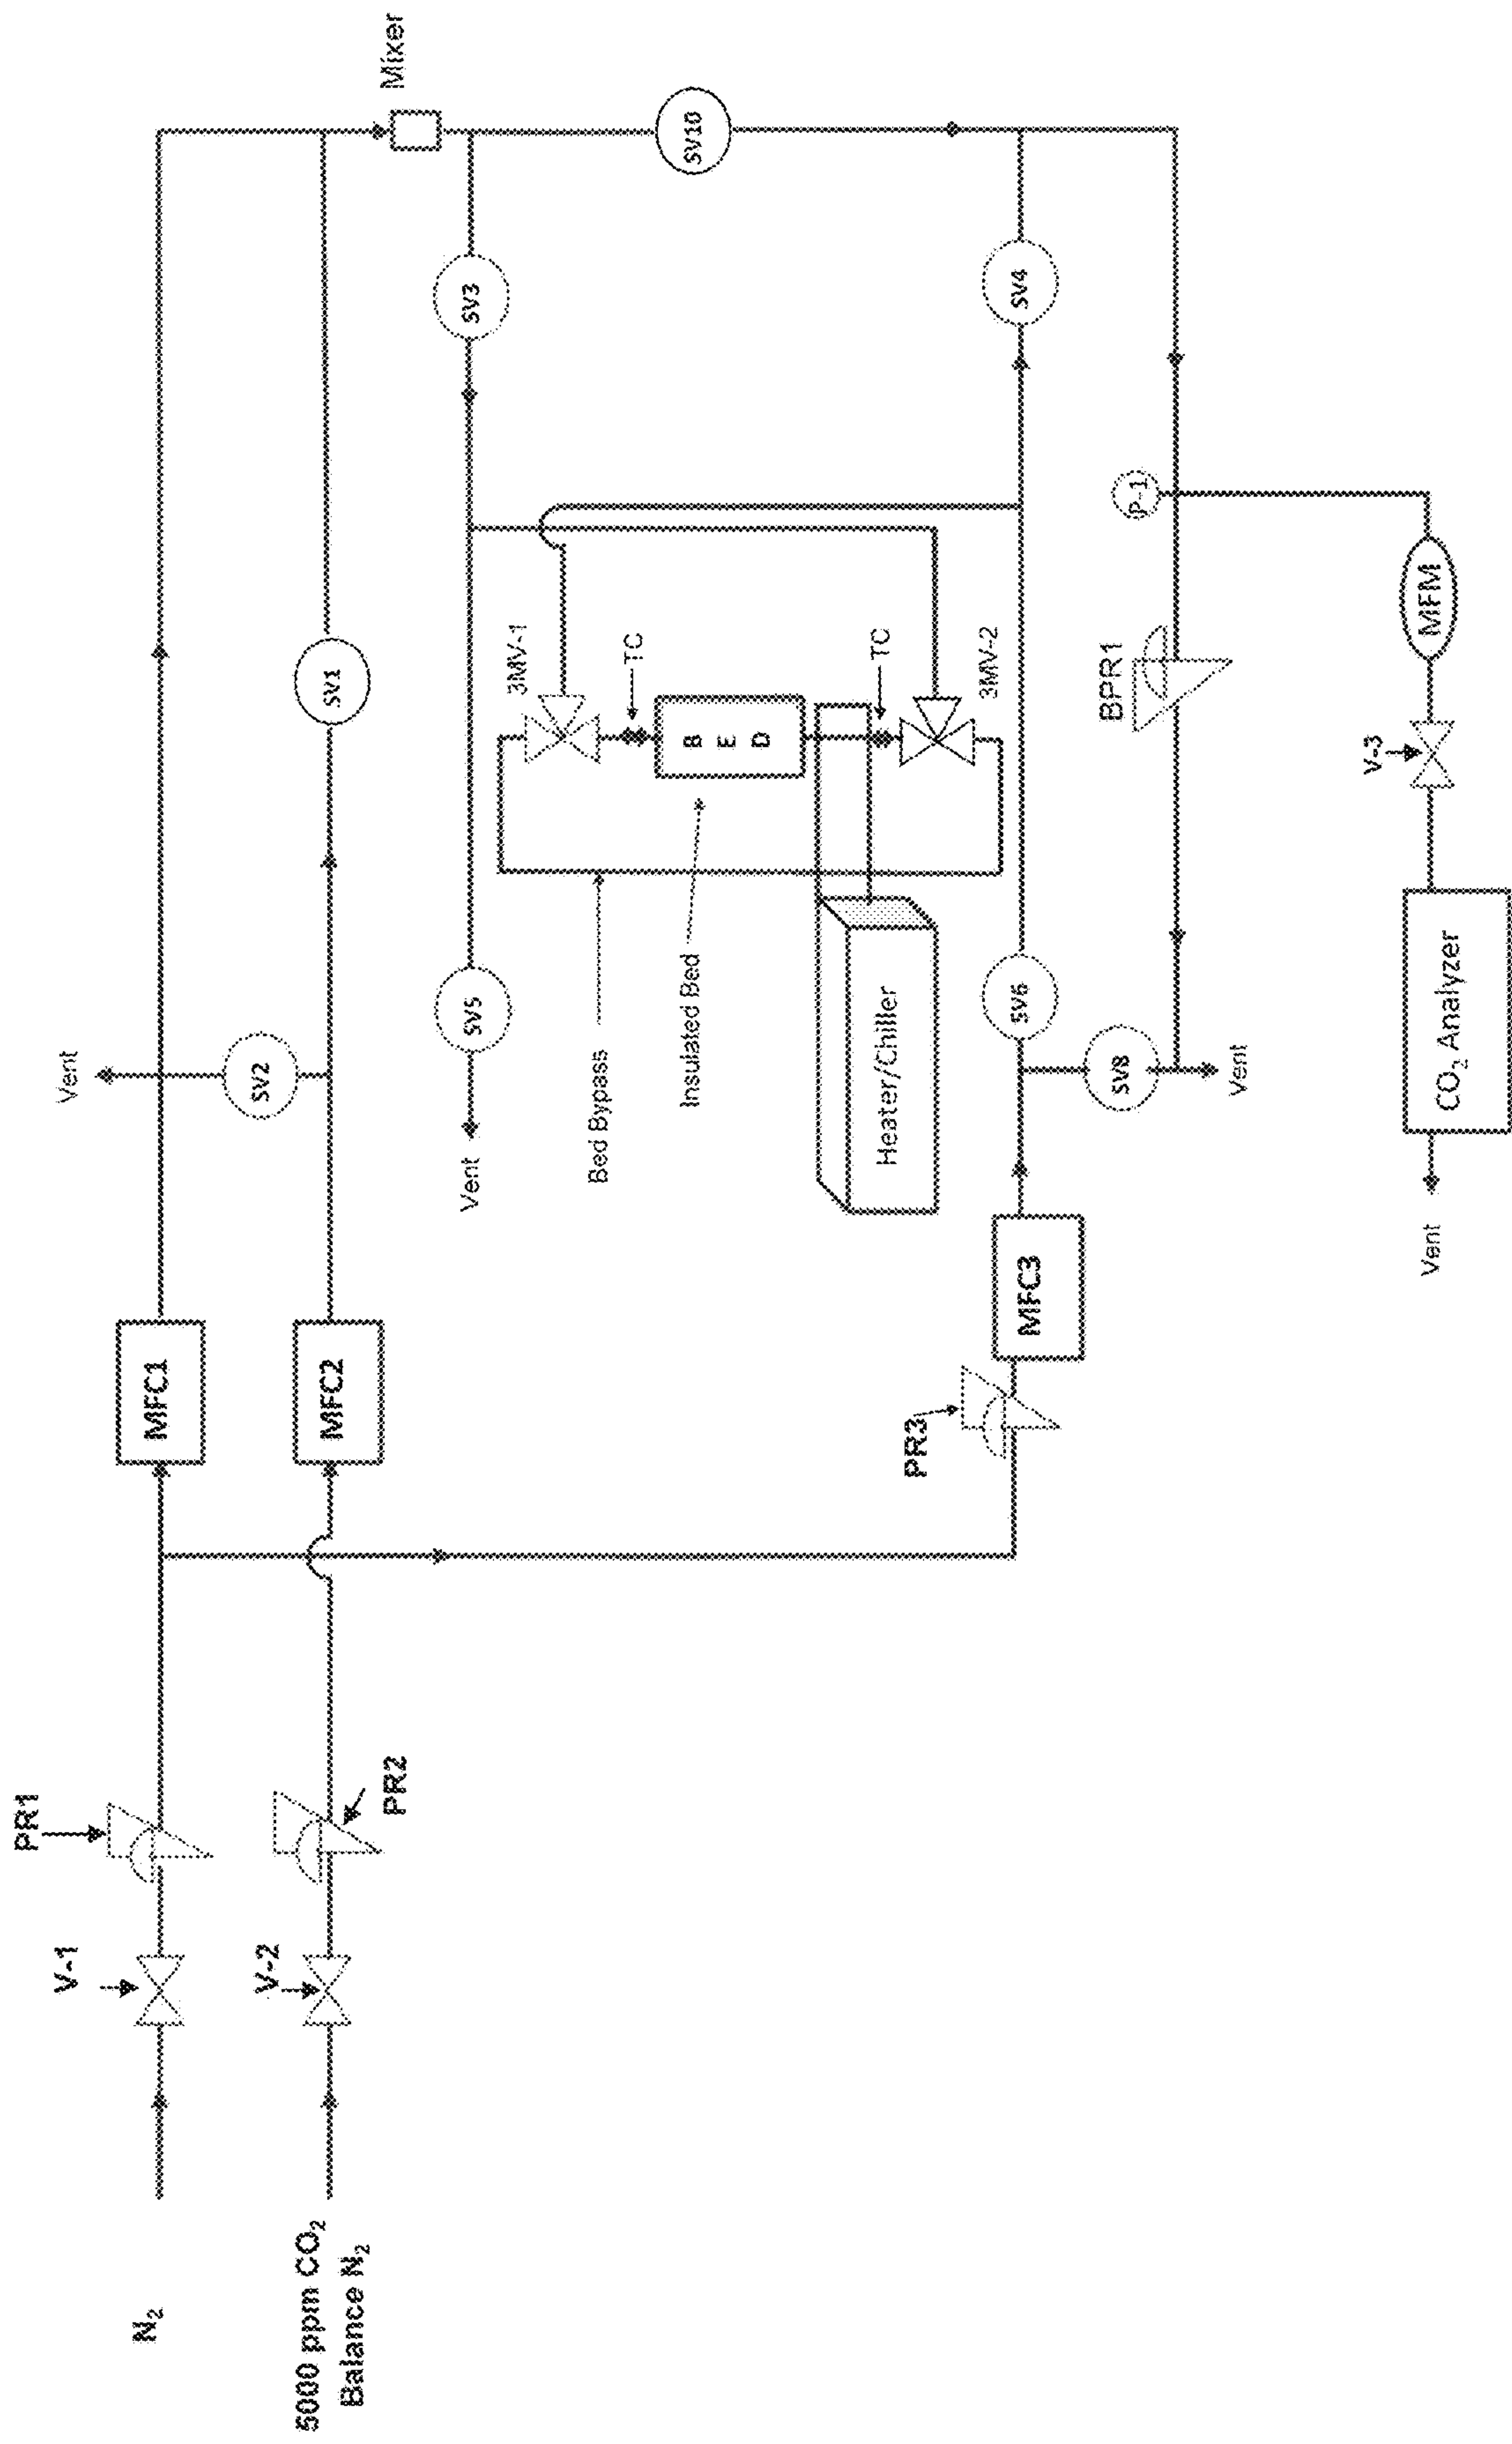 N₂
V-1
PR1
MFC1
Vent
5000 ppm CO₂
Balance N₂
V-2
PR2
MFC2
SV2
SV1
Mixer
Vent
SV5
SV3
3MV-1
Bed Bypass
TC
Insulated Bed
B
E
D
SV10
Heater/Chiller
TC
3MV-2
PR3
MFC3
SV6
SV4
SV8
BPR1
P-1
Vent
V-3
MFM
CO₂ Analyzer
Vent